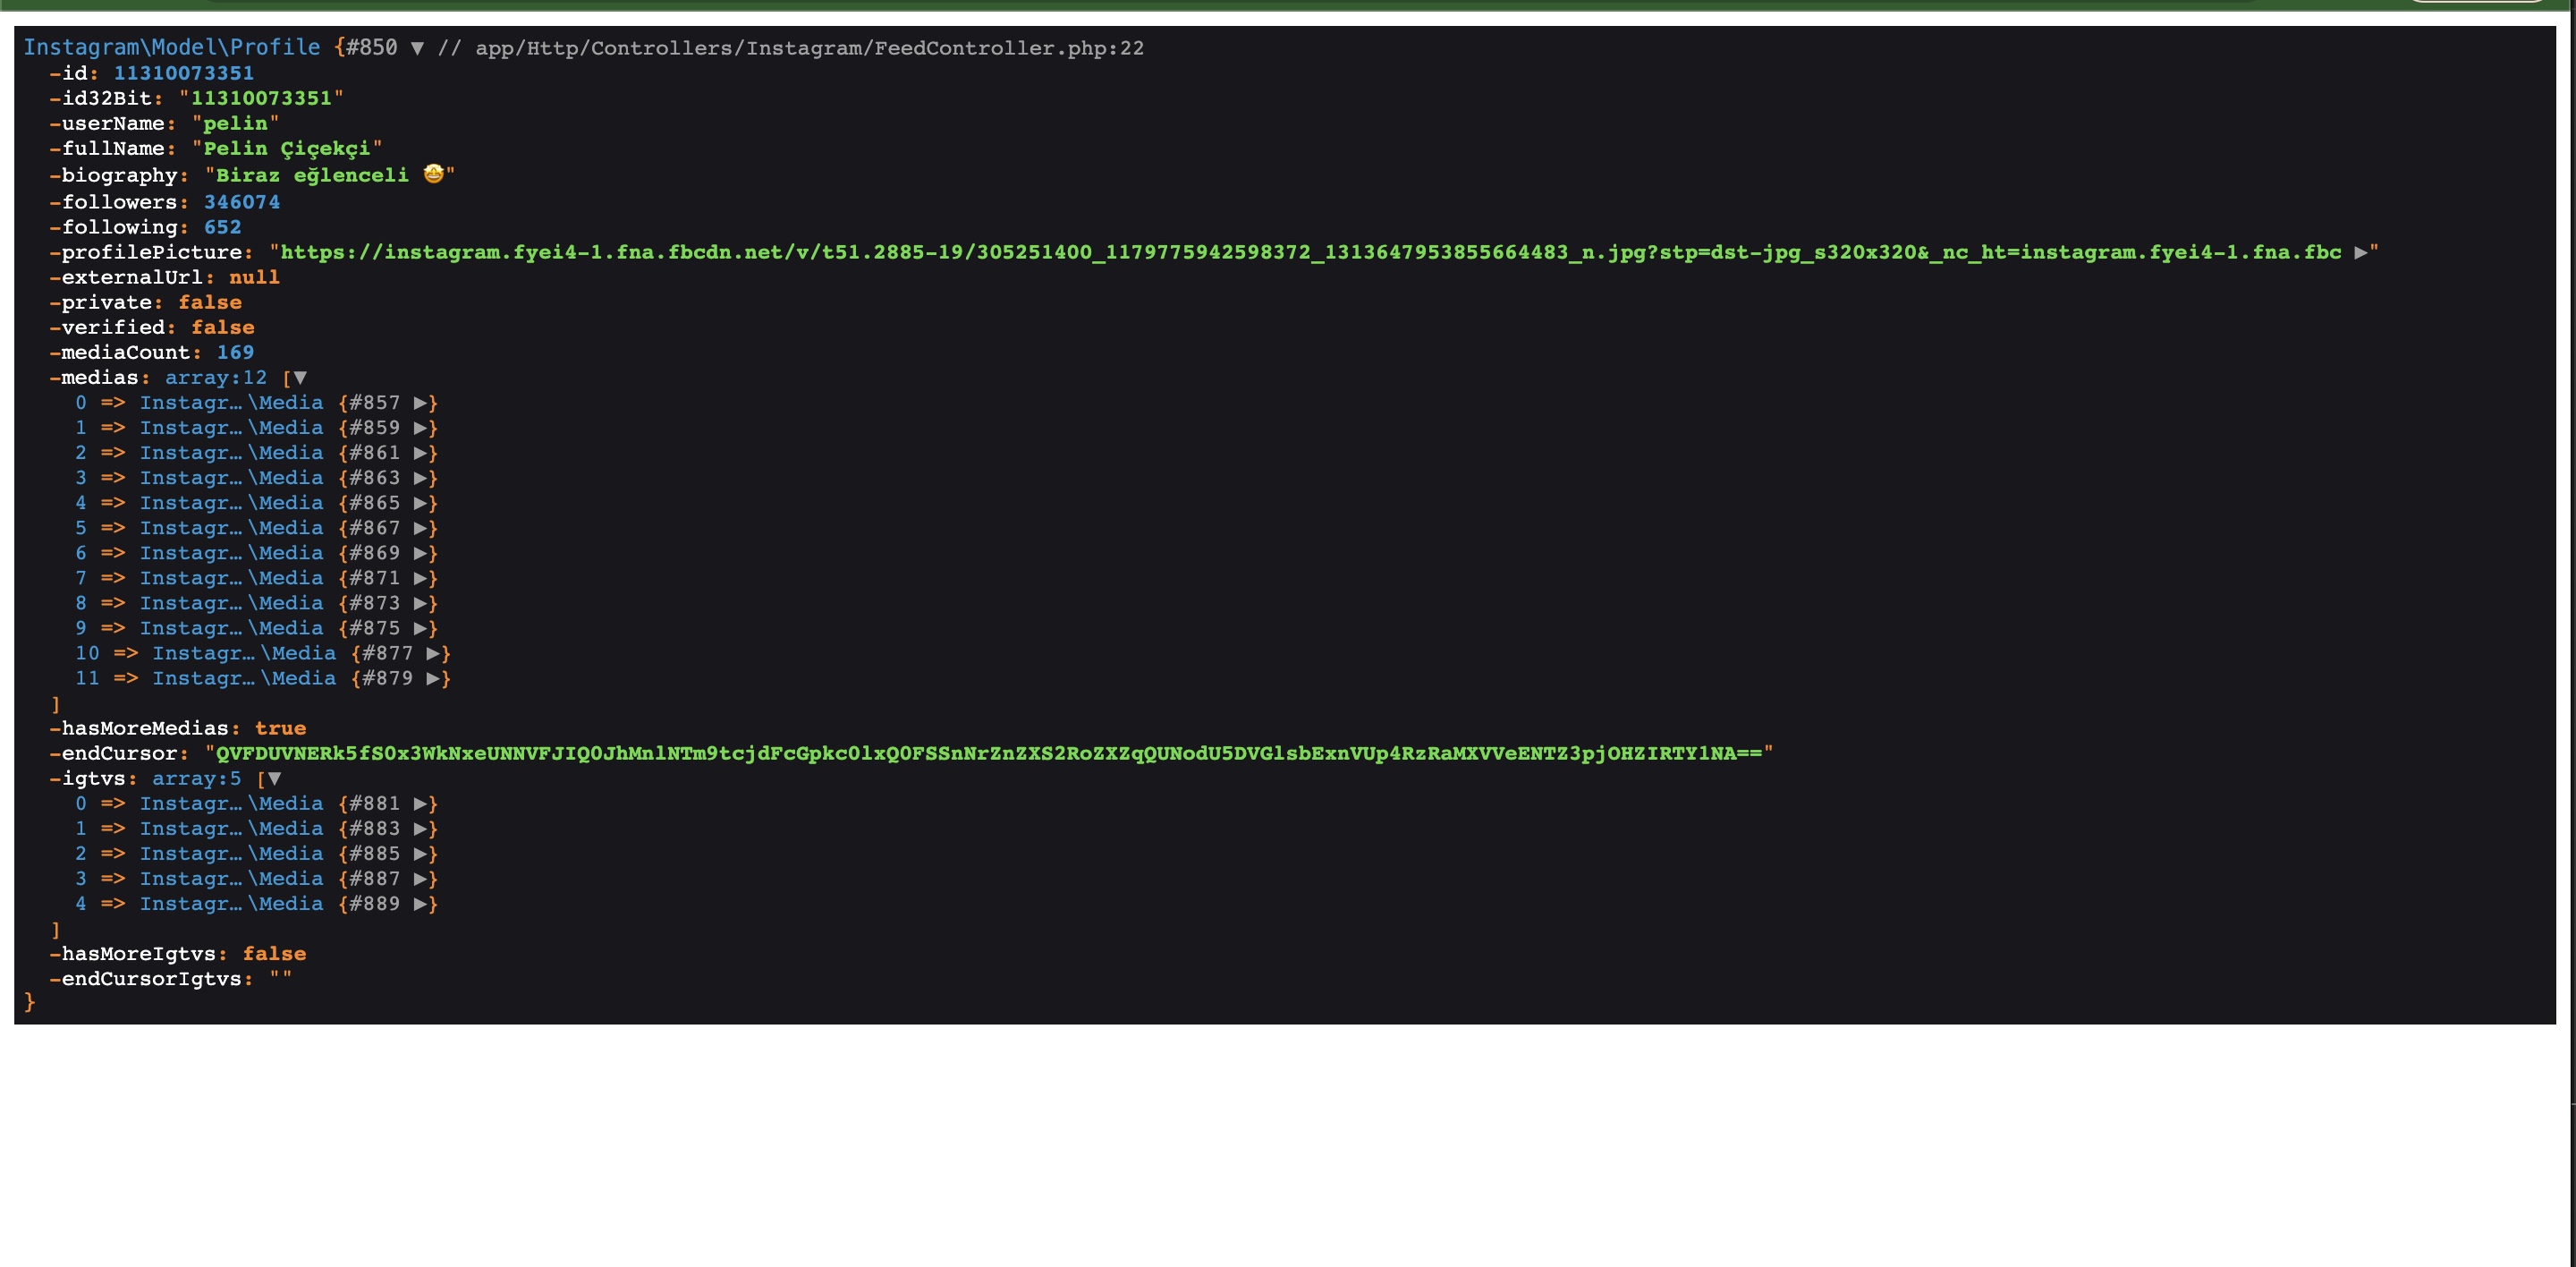 Instagram\Model\Profile {#850 ▼ // app/Http/Controllers/Instagram/FeedController.php:22
-id: 11310073351
-id32Bit: "11310073351"
-userName: "pelin"
-fullName: "Pelin Çiçekçi"
-biography: "Biraz eğlenceli 🤩"
-followers: 346074
-following: 652
-profilePicture: "https://instagram.fyei4-1.fna.fbcdn.net/v/t51.2885-19/305251400_1179775942598372_1313647953855664483_n.jpg?stp=dst-jpg_s320x320&_nc_ht=instagram.fyei4-1.fna.fbc ▶"
-externalUrl: null
-private: false
-verified: false
-mediaCount: 169
-medias: array:12 [▼
0 => Instagr…\Media {#857 ▶}
1 => Instagr…\Media {#859 ▶}
2 => Instagr…\Media {#861 ▶}
3 => Instagr…\Media {#863 ▶}
4 => Instagr…\Media {#865 ▶}
5 => Instagr…\Media {#867 ▶}
6 => Instagr…\Media {#869 ▶}
7 => Instagr…\Media {#871 ▶}
8 => Instagr…\Media {#873 ▶}
9 => Instagr…\Media {#875 ▶}
10 => Instagr…\Media {#877 ▶}
11 => Instagr…\Media {#879 ▶}
]
-hasMoreMedias: true
-endCursor: "QVFDUVNERk5fS0x3WkNxeUNNVFJIQ0JhMnlNTm9tcjdFcGpkc0lxQ0FSSnNrZnZXS2RoZXZqQUNodU5DVGlsbExnVUp4RzRaMXVVeENTZ3pjOHZIRTY1NA=="
-igtvs: array:5 [▼
0 => Instagr…\Media {#881 ▶}
1 => Instagr…\Media {#883 ▶}
2 => Instagr…\Media {#885 ▶}
3 => Instagr…\Media {#887 ▶}
4 => Instagr…\Media {#889 ▶}
]
-hasMoreIgtvs: false
-endCursorIgtvs: ""
}